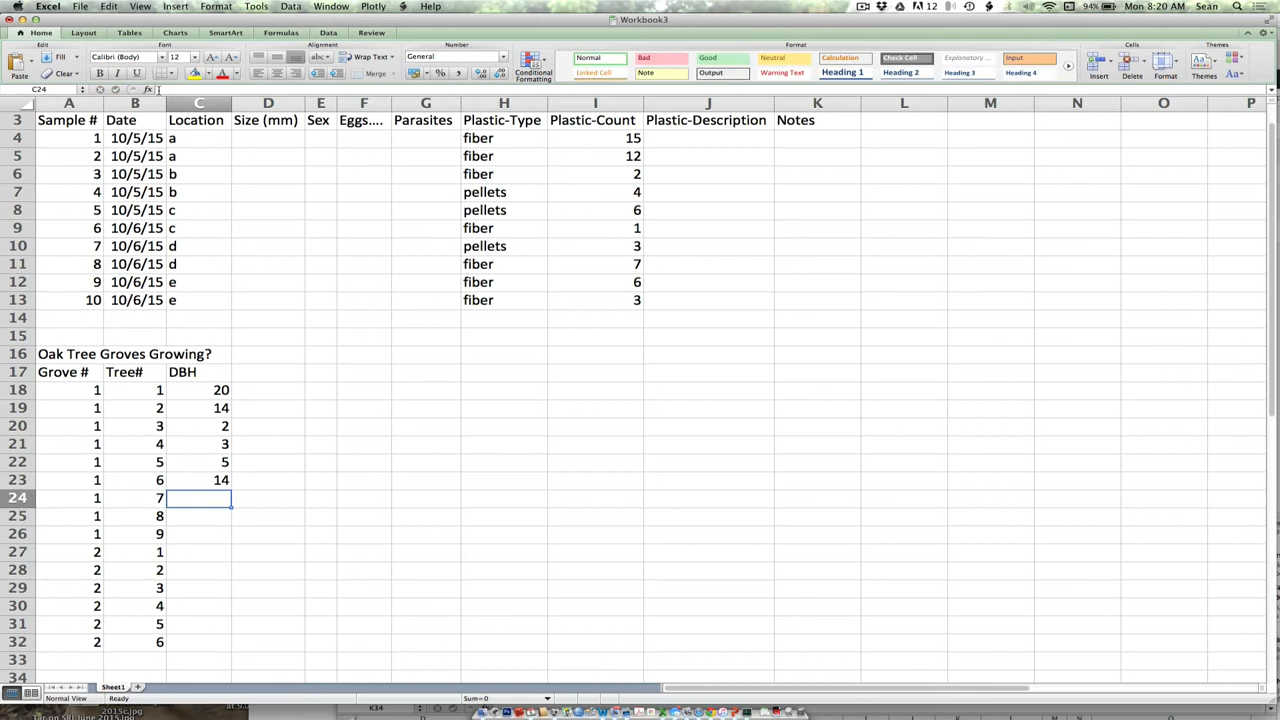 Excel File Edit View Insert Format Tools Data Window Plotly Help 12 94% Mon 8:20 AM Sean
Workbook3
Home Layout Tables Charts SmartArt Formulas Data Review
Edit Font Alignment Number Format Cells Themes
Paste Clear Calibri (Body) 12 A A abc Wrap Text General Normal Bad Good Neutral Calculation Check Cell Explanatory ... Input
B I U A Merge % Conditional Formatting Linked Cell Note Output Warning Text Heading 1 Heading 2 Heading 3 Heading 4 Insert Delete Format Themes Aa
C24 fx
A B C D E F G H I J K L M N O P
3 Sample # Date Location Size (mm) Sex Eggs.... Parasites Plastic-Type Plastic-Count Plastic-Description Notes
4 1 10/5/15 a fiber 15
5 2 10/5/15 a fiber 12
6 3 10/5/15 b fiber 2
7 4 10/5/15 b pellets 4
8 5 10/5/15 c pellets 6
9 6 10/6/15 c fiber 1
10 7 10/6/15 d pellets 3
11 8 10/6/15 d fiber 7
12 9 10/6/15 e fiber 6
13 10 10/6/15 e fiber 3
14
15
16 Oak Tree Groves Growing?
17 Grove # Tree# DBH
18 1 1 20
19 1 2 14
20 1 3 2
21 1 4 3
22 1 5 5
23 1 6 14
24 1 7
25 1 8
26 1 9
27 2 1
28 2 2
29 2 3
30 2 4
31 2 5
32 2 6
33
34
Sheet1
Normal View Ready Sum=0
K34